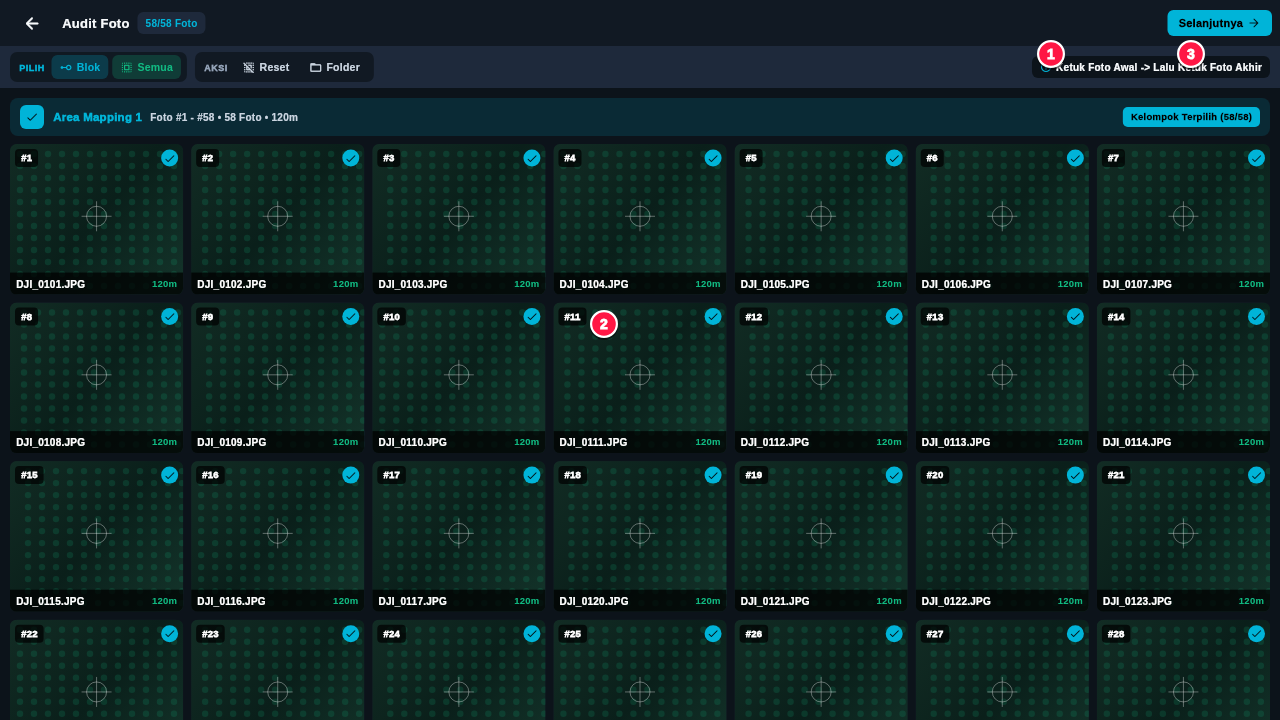 Audit Foto 58/58 Foto Selanjutnya
PILIH Blok Semua AKSI Reset Folder Ketuk Foto Awal -> Lalu Ketuk Foto Akhir
1 3
Area Mapping 1 Foto #1 - #58 • 58 Foto • 120m Kelompok Terpilih (58/58)
#1 #2 #3 #4 #5 #6 #7
DJI_0101.JPG 120m DJI_0102.JPG 120m DJI_0103.JPG 120m DJI_0104.JPG 120m DJI_0105.JPG 120m DJI_0106.JPG 120m DJI_0107.JPG 120m
#8 #9 #10 #11 2 #12 #13 #14
DJI_0108.JPG 120m DJI_0109.JPG 120m DJI_0110.JPG 120m DJI_0111.JPG 120m DJI_0112.JPG 120m DJI_0113.JPG 120m DJI_0114.JPG 120m
#15 #16 #17 #18 #19 #20 #21
DJI_0115.JPG 120m DJI_0116.JPG 120m DJI_0117.JPG 120m DJI_0120.JPG 120m DJI_0121.JPG 120m DJI_0122.JPG 120m DJI_0123.JPG 120m
#22 #23 #24 #25 #26 #27 #28